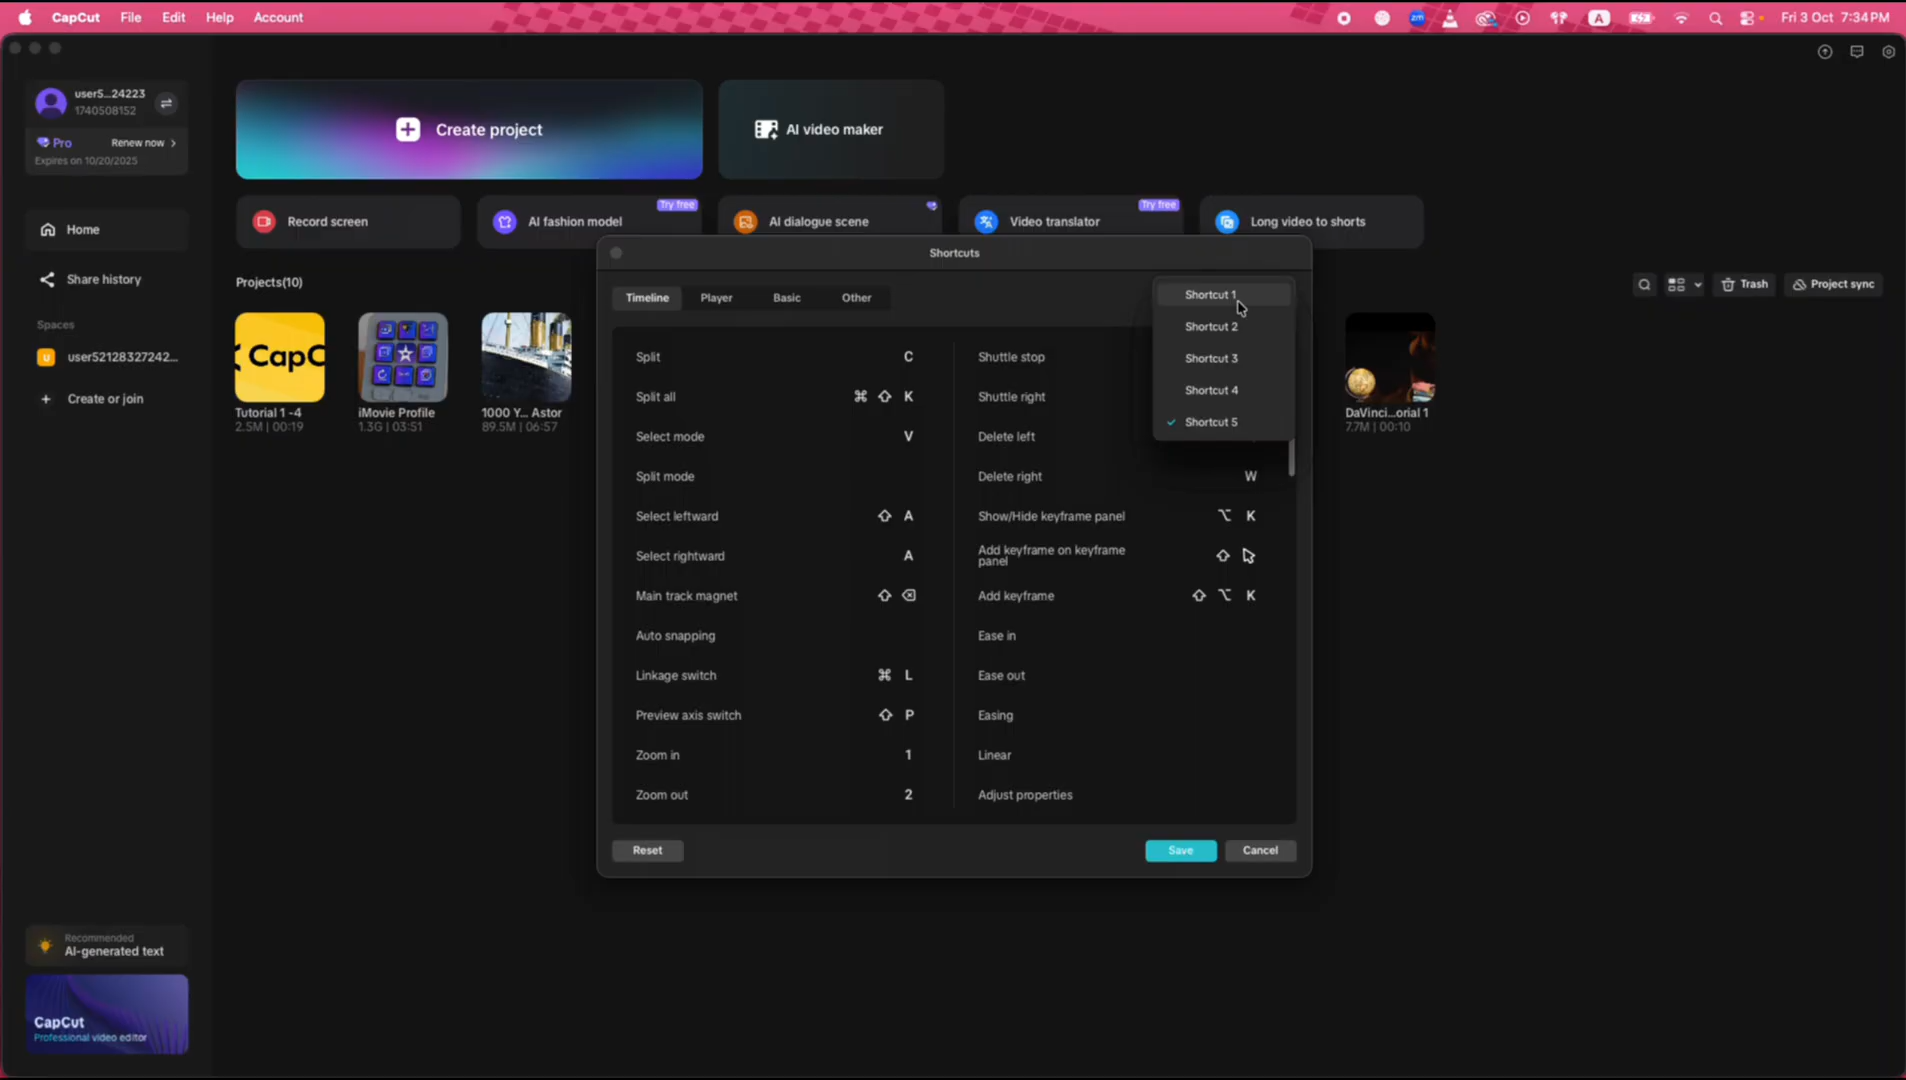 CapCut File Edit Help Account
zm A Fri 3 Oct 7:34 PM
user5...24223
1740508152
Pro Renew now >
Expires on 10/20/2025
Home
Share history
Spaces
U user52128327242...
+ Create or join
Recommended
AI-generated text
CapCut
Professional video editor
Create project
AI video maker
Record screen
AI fashion model
Try free
AI dialogue scene
Video translator
Try free
Long video to shorts
Projects(10)
Trash
Project sync
CapC
Tutorial 1 -4
2.5M | 00:19
iMovie Profile
1.3G | 03:51
1000 Y... Astor
89.5M | 06:57
DaVinci...orial 1
7.7M | 00:10
Shortcuts
Timeline Player Basic Other
Shortcut 1
Shortcut 2
Shortcut 3
Shortcut 4
✓ Shortcut 5
Split C
Split all ⌘ ⇧ K
Select mode V
Split mode
Select leftward ⇧ A
Select rightward A
Main track magnet ⇧ ⌫
Auto snapping
Linkage switch ⌘ L
Preview axis switch ⇧ P
Zoom in 1
Zoom out 2
Shuttle stop
Shuttle right
Delete left
Delete right W
Show/Hide keyframe panel ⌥ K
Add keyframe on keyframe
panel ⇧
Add keyframe ⇧ ⌥ K
Ease in
Ease out
Easing
Linear
Adjust properties
Reset
Save
Cancel